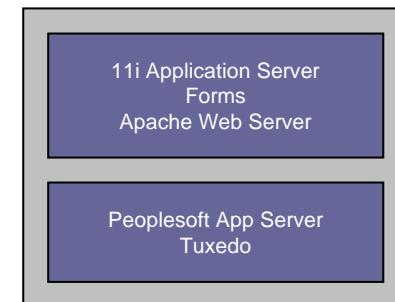 11i Application Server
Forms
Apache Web Server
Peoplesoft App Server
Tuxedo